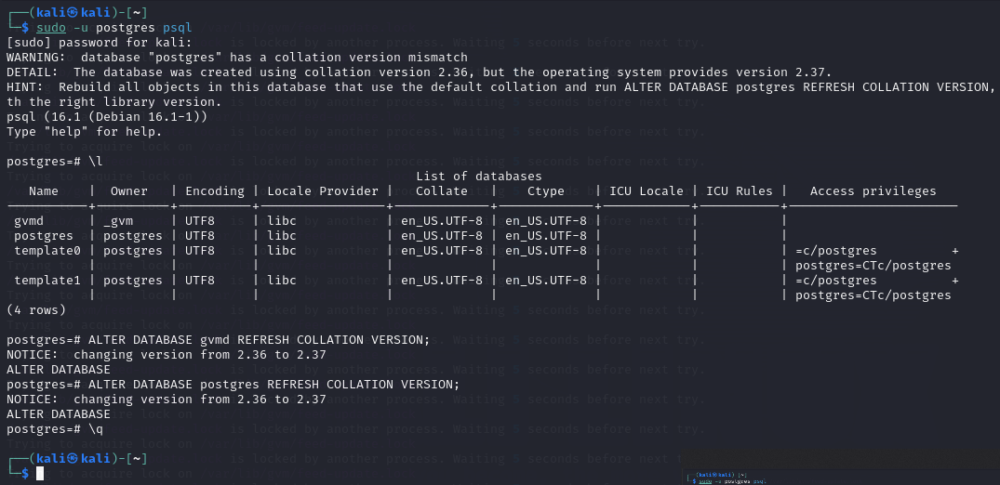 ┌──(kali㉿kali)-[~]
└─$ sudo -u postgres psql
[sudo] password for kali:
WARNING:  database "postgres" has a collation version mismatch
DETAIL:  The database was created using collation version 2.36, but the operating system provides version 2.37.
HINT:  Rebuild all objects in this database that use the default collation and run ALTER DATABASE postgres REFRESH COLLATION VERSION,
th the right library version.
psql (16.1 (Debian 16.1-1))
Type "help" for help.
postgres=# \l
List of databases
Name | Owner | Encoding | Locale Provider | Collate | Ctype | ICU Locale | ICU Rules | Access privileges
gvmd | _gvm | UTF8 | libc | en_US.UTF-8 | en_US.UTF-8 | | |
postgres | postgres | UTF8 | libc | en_US.UTF-8 | en_US.UTF-8 | | |
template0 | postgres | UTF8 | libc | en_US.UTF-8 | en_US.UTF-8 | | | =c/postgres +
| | | | | | | | postgres=CTc/postgres
template1 | postgres | UTF8 | libc | en_US.UTF-8 | en_US.UTF-8 | | | =c/postgres +
| | | | | | | | postgres=CTc/postgres
(4 rows)
postgres=# ALTER DATABASE gvmd REFRESH COLLATION VERSION;
NOTICE:  changing version from 2.36 to 2.37
ALTER DATABASE
postgres=# ALTER DATABASE postgres REFRESH COLLATION VERSION;
NOTICE:  changing version from 2.36 to 2.37
ALTER DATABASE
postgres=# \q
┌──(kali㉿kali)-[~]
└─$
(kali㉿kali)-[~]
$ sudo -u postgres psql